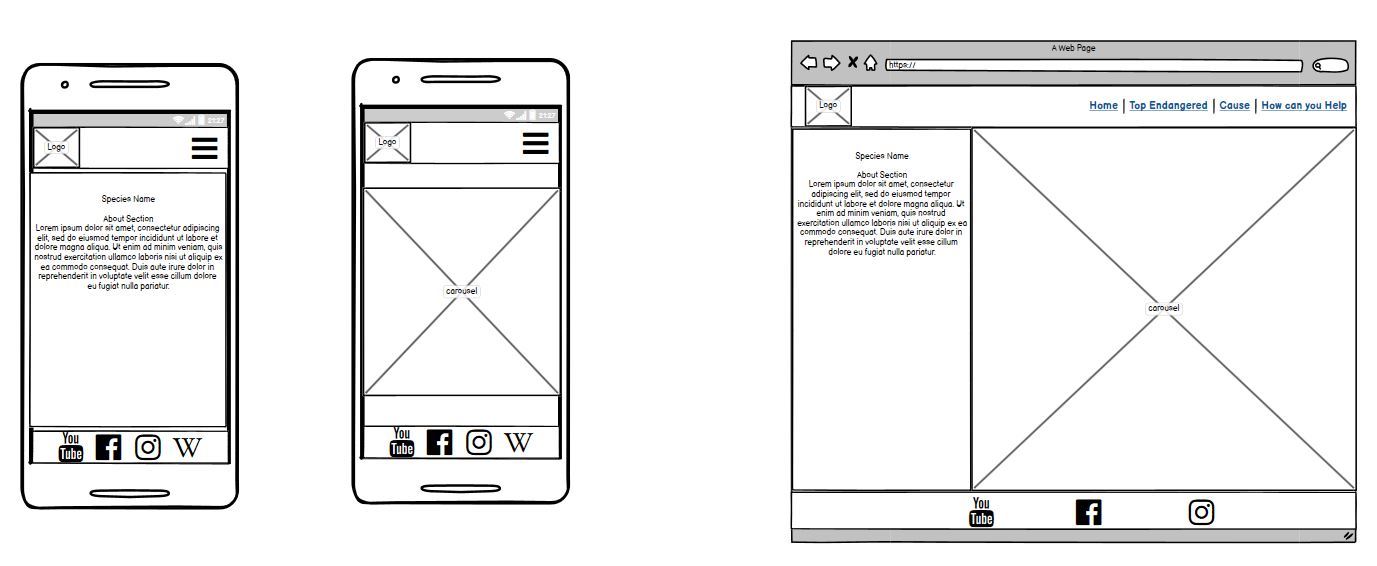 21:27
Logo
Species Name
About Section
Lorem ipsum dolor sit amet, consectetur adipiscing
elit, sed do eiusmod tempor incididunt ut labore et
dolore magna aliqua. Ut enim ad minim veniam, quis
nostrud exercitation ullamco laboris nisi ut aliquip ex
ea commodo consequat. Duis aute irure dolor in
reprehenderit in voluptate velit esse cillum dolore
eu fugiat nulla pariatur.
You
Tube
W
21:27
Logo
carousel
You
Tube
W
A Web Page
https://
Logo
Home | Top Endangered | Cause | How can you Help
Species Name
About Section
Lorem ipsum dolor sit amet, consectetur
adipiscing elit, sed do eiusmod tempor
incididunt ut labore et dolore magna aliqua. Ut
enim ad minim veniam, quis nostrud
exercitation ullamco laboris nisi ut aliquip ex ea
commodo consequat. Duis aute irure dolor in
reprehenderit in voluptate velit esse cillum
dolore eu fugiat nulla pariatur.
carousel
You
Tube